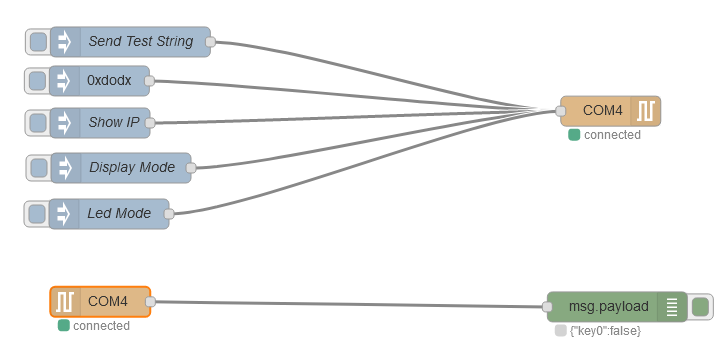 Send Test String
0xdodx
COM4
Show IP
connected
Display Mode
Led Mode
COM4
connected
msg.payload
{"key0":false}